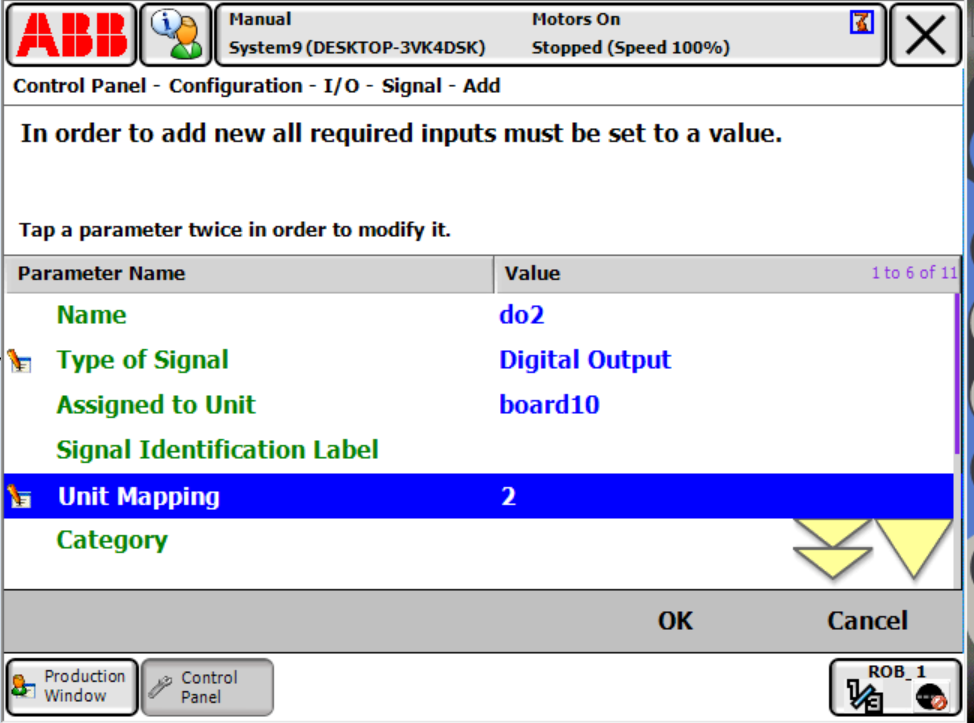 ABB
Manual Motors On
System9 (DESKTOP-3VK4DSK) Stopped (Speed 100%)
Control Panel - Configuration - I/O - Signal - Add
In order to add new all required inputs must be set to a value.
Tap a parameter twice in order to modify it.
Parameter Name Value 1 to 6 of 11
Name do2
Type of Signal Digital Output
Assigned to Unit board10
Signal Identification Label
Unit Mapping 2
Category
OK Cancel
Production Window
Control Panel
ROB_1